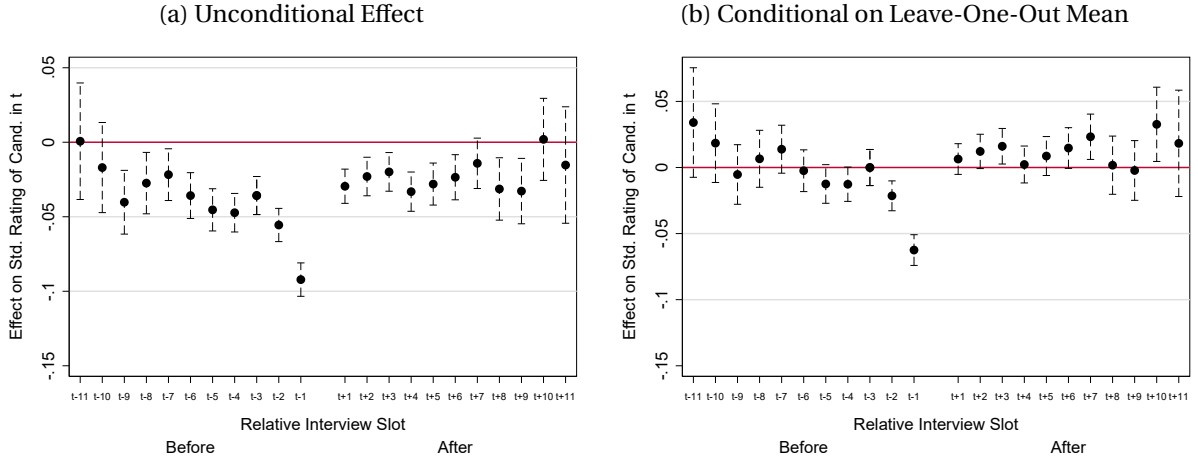 (a) Unconditional Effect
Effect on Std. Rating of Cand. in t
.05
0
-.05
-.1
-.15
t-11 t-10 t-9 t-8 t-7 t-6 t-5 t-4 t-3 t-2 t-1 t+1 t+2 t+3 t+4 t+5 t+6 t+7 t+8 t+9 t+10 t+11
Relative Interview Slot
Before After
(b) Conditional on Leave-One-Out Mean
Effect on Std. Rating of Cand. in t
.05
0
-.05
-.1
-.15
t-11 t-10 t-9 t-8 t-7 t-6 t-5 t-4 t-3 t-2 t-1 t+1 t+2 t+3 t+4 t+5 t+6 t+7 t+8 t+9 t+10 t+11
Relative Interview Slot
Before After